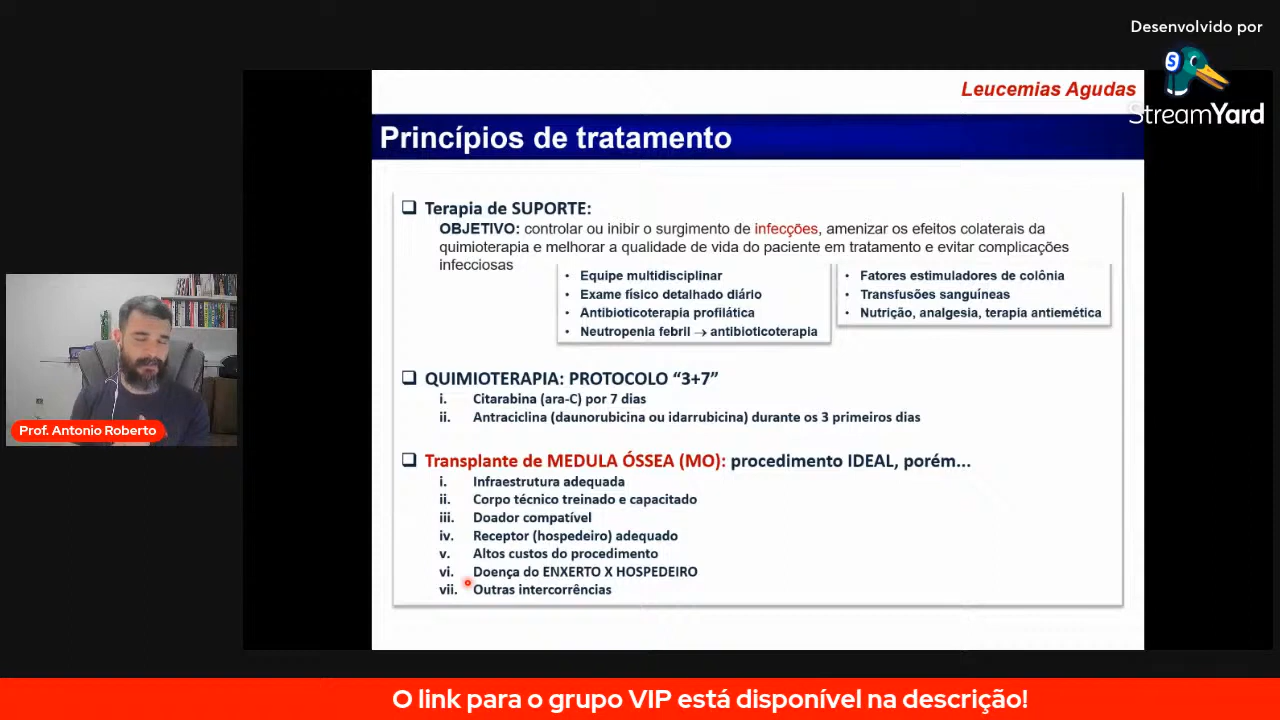 Desenvolvido por
StreamYard
Leucemias Agudas
Princípios de tratamento
❑ Terapia de SUPORTE:
OBJETIVO: controlar ou inibir o surgimento de infecções, amenizar os efeitos colaterais da
quimioterapia e melhorar a qualidade de vida do paciente em tratamento e evitar complicações
infecciosas
• Equipe multidisciplinar
• Exame físico detalhado diário
• Antibioticoterapia profilática
• Neutropenia febril → antibioticoterapia
• Fatores estimuladores de colônia
• Transfusões sanguíneas
• Nutrição, analgesia, terapia antiemética
❑ QUIMIOTERAPIA: PROTOCOLO “3+7”
i. Citarabina (ara-C) por 7 dias
ii. Antraciclina (daunorubicina ou idarrubicina) durante os 3 primeiros dias
❑ Transplante de MEDULA ÓSSEA (MO): procedimento IDEAL, porém...
i. Infraestrutura adequada
ii. Corpo técnico treinado e capacitado
iii. Doador compatível
iv. Receptor (hospedeiro) adequado
v. Altos custos do procedimento
vi. Doença do ENXERTO X HOSPEDEIRO
vii. Outras intercorrências
Prof. Antonio Roberto
O link para o grupo VIP está disponível na descrição!